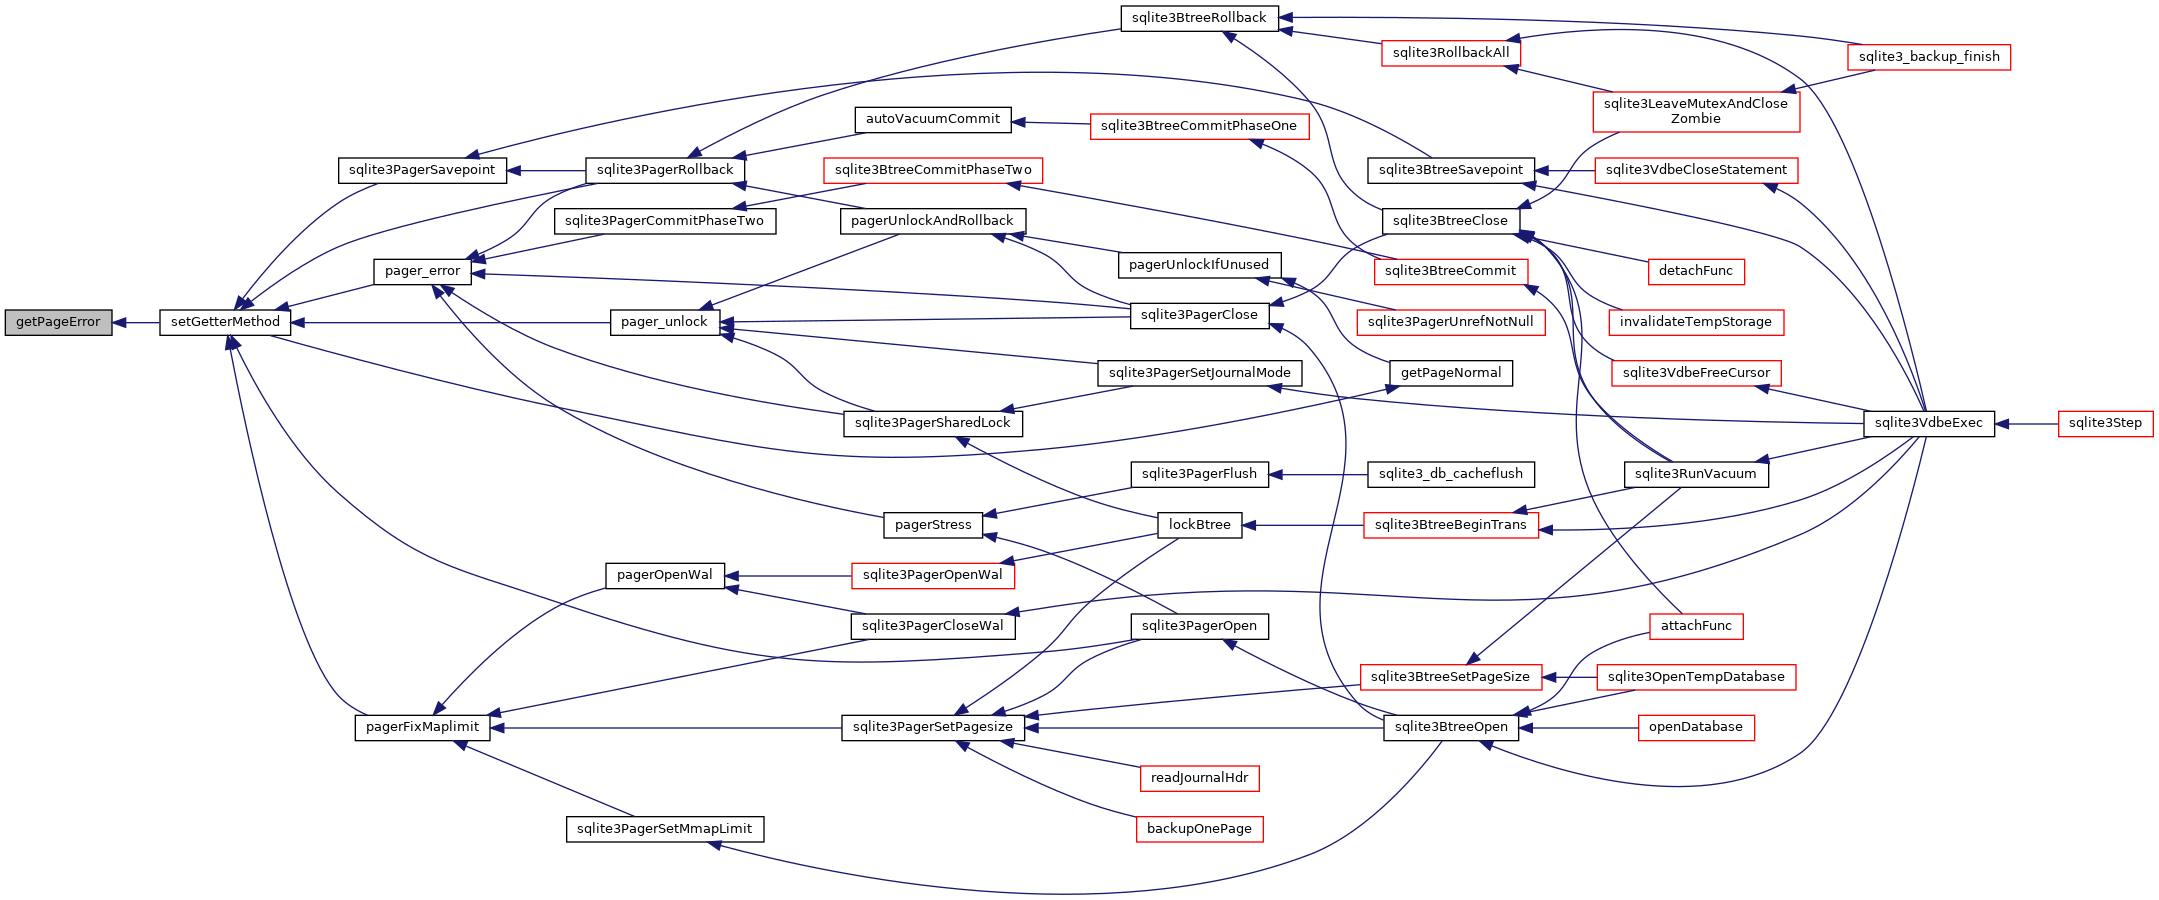 sqlite3BtreeRollback
sqlite3RollbackAll
sqlite3_backup_finish
sqlite3LeaveMutexAndClose
Zombie
autoVacuumCommit
sqlite3BtreeCommitPhaseOne
sqlite3PagerSavepoint
sqlite3PagerRollback
sqlite3BtreeCommitPhaseTwo
sqlite3BtreeSavepoint
sqlite3VdbeCloseStatement
sqlite3PagerCommitPhaseTwo
pagerUnlockAndRollback
sqlite3BtreeClose
pager_error
pagerUnlockIfUnused
sqlite3BtreeCommit
detachFunc
getPageError
setGetterMethod
pager_unlock
sqlite3PagerClose
sqlite3PagerUnrefNotNull
invalidateTempStorage
sqlite3PagerSetJournalMode
getPageNormal
sqlite3VdbeFreeCursor
sqlite3PagerSharedLock
sqlite3VdbeExec
sqlite3Step
sqlite3PagerFlush
sqlite3_db_cacheflush
sqlite3RunVacuum
pagerStress
lockBtree
sqlite3BtreeBeginTrans
pagerOpenWal
sqlite3PagerOpenWal
sqlite3PagerCloseWal
sqlite3PagerOpen
attachFunc
sqlite3BtreeSetPageSize
sqlite3OpenTempDatabase
pagerFixMaplimit
sqlite3PagerSetPagesize
sqlite3BtreeOpen
openDatabase
readJournalHdr
sqlite3PagerSetMmapLimit
backupOnePage